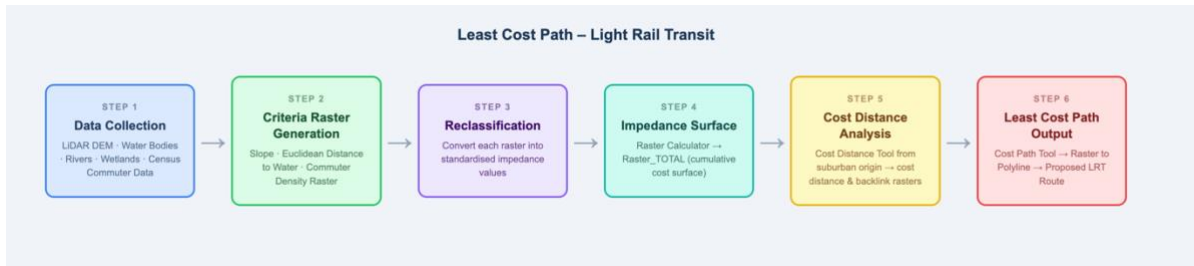 Least Cost Path – Light Rail Transit
STEP 1
Data Collection
LiDAR DEM · Water Bodies
· Rivers · Wetlands · Census
Commuter Data
STEP 2
Criteria Raster
Generation
Slope · Euclidean Distance
to Water · Commuter
Density Raster
STEP 3
Reclassification
Convert each raster into
standardised impedance
values
STEP 4
Impedance Surface
Raster Calculator →
Raster_TOTAL (cumulative
cost surface)
STEP 5
Cost Distance
Analysis
Cost Distance Tool from
suburban origin → cost
distance & backlink rasters
STEP 6
Least Cost Path
Output
Cost Path Tool → Raster to
Polyline → Proposed LRT
Route